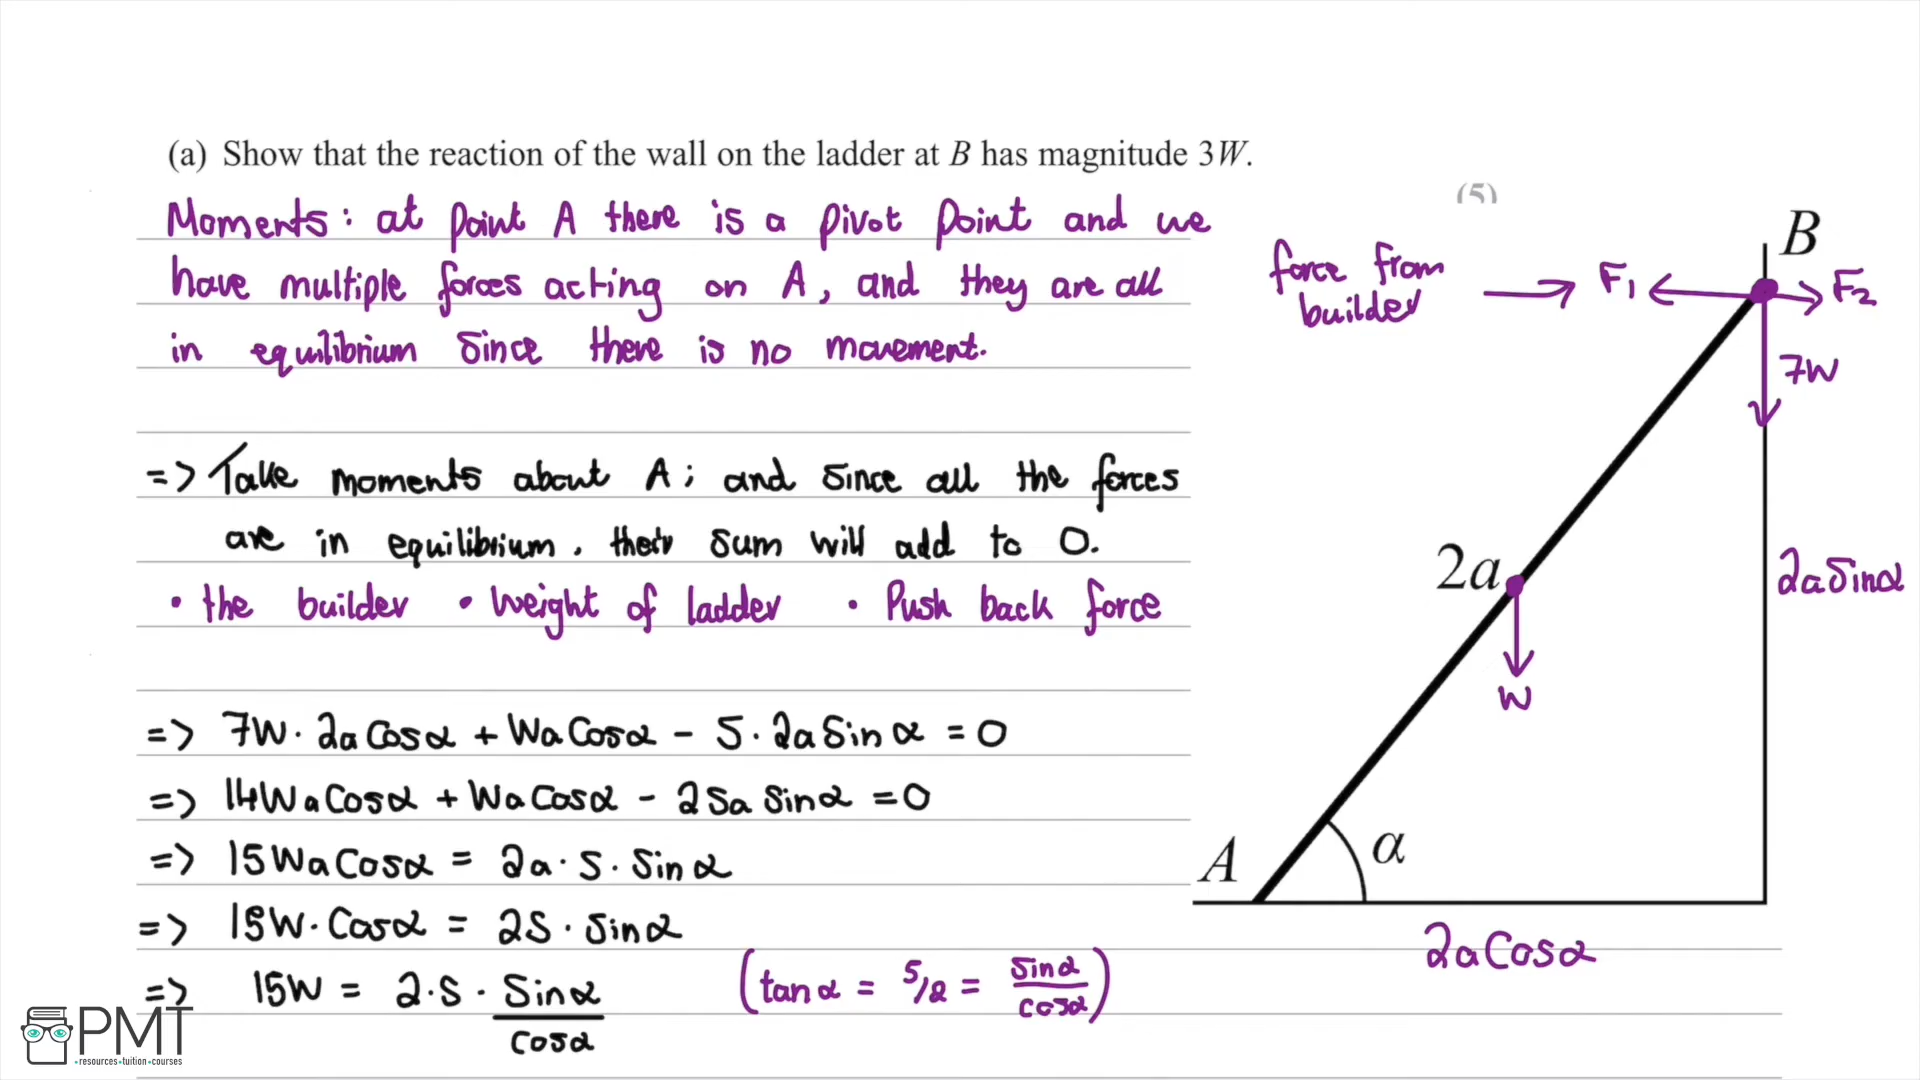 (a) Show that the reaction of the wall on the ladder at B has magnitude 3W.
(5)
Moments: at point A there is a pivot point and we
have multiple forces acting on A, and they are all
in equilibrium since there is no movement.
=> Take moments about A; and since all the forces
are in equilibrium, their sum will add to 0.
• the builder • Weight of ladder • Push back force
=> 7W · 2a Cosα + Wa Cosα - S · 2a Sin α = 0
=> 14Wa Cosα + Wa Cosα - 2Sa Sinα = 0
=> 15Wa Cosα = 2a · S · Sin α
=> 15W · Cosα = 2S · Sinα
=> 15W = 2·S · Sinα / Cosα
(tan α = 5/2 = Sinα / Cosα)
force from
builder
F1
B
F2
7W
2a
2a Sinα
W
A
α
2a Cosα
PMT
•resources•tuition•courses